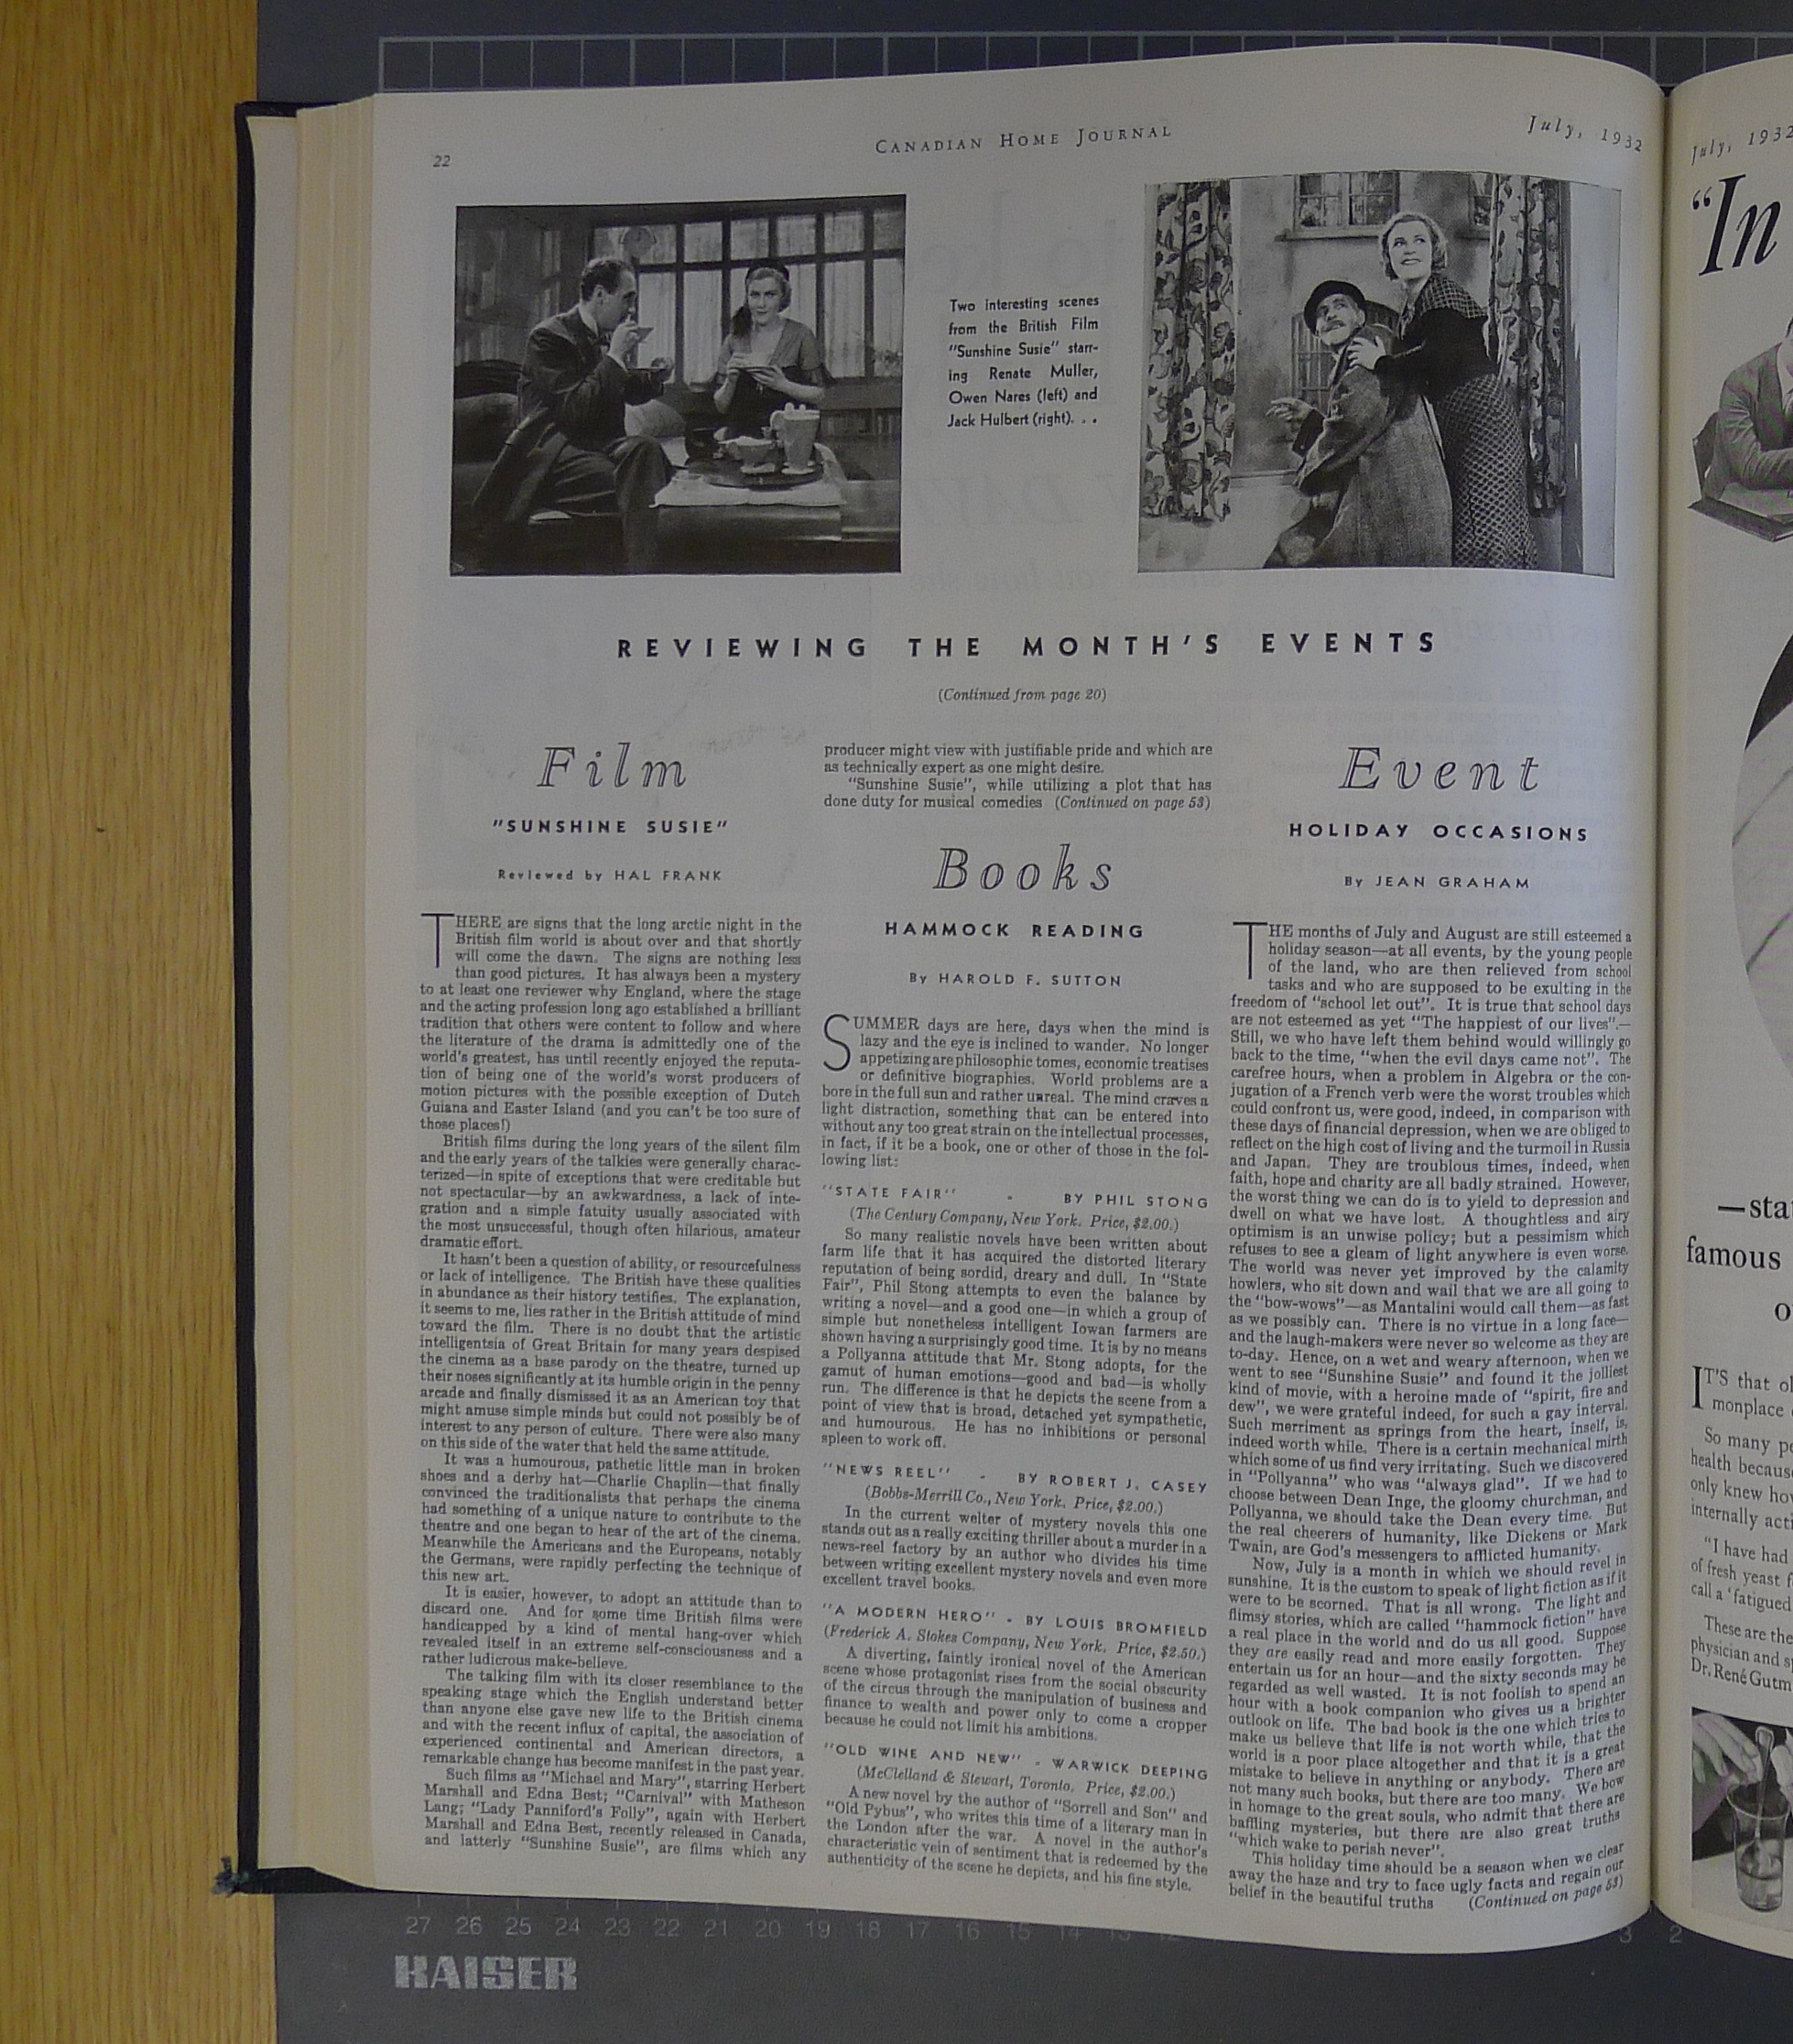 22
CANADIAN HOME JOURNAL
July, 1932
Two interesting scenes
from the British Film
"Sunshine Susie" starr-
ing Renate Muller,
Owen Nares (left) and
Jack Hulbert (right). . .
REVIEWING THE MONTH'S EVENTS
(Continued from page 20)
Film
"SUNSHINE SUSIE"
Reviewed by HAL FRANK
THERE are signs that the long arctic night in the
British film world is about over and that shortly
will come the dawn. The signs are nothing less
than good pictures. It has always been a mystery
to at least one reviewer why England, where the stage
and the acting profession long ago established a brilliant
tradition that others were content to follow and where
the literature of the drama is admittedly one of the
world's greatest, has until recently enjoyed the reputa-
tion of being one of the world's worst producers of
motion pictures with the possible exception of Dutch
Guiana and Easter Island (and you can't be too sure of
those places!)
British films during the long years of the silent film
and the early years of the talkies were generally charac-
terized—in spite of exceptions that were creditable but
not spectacular—by an awkwardness, a lack of inte-
gration and a simple fatuity usually associated with
the most unsuccessful, though often hilarious, amateur
dramatic effort.
It hasn't been a question of ability, or resourcefulness
or lack of intelligence. The British have these qualities
in abundance as their history testifies. The explanation,
it seems to me, lies rather in the British attitude of mind
toward the film. There is no doubt that the artistic
intelligentsia of Great Britain for many years despised
the cinema as a base parody on the theatre, turned up
their noses significantly at its humble origin in the penny
arcade and finally dismissed it as an American toy that
might amuse simple minds but could not possibly be of
interest to any person of culture. There were also many
on this side of the water that held the same attitude.
It was a humourous, pathetic little man in broken
shoes and a derby hat—Charlie Chaplin—that finally
convinced the traditionalists that perhaps the cinema
had something of a unique nature to contribute to the
theatre and one began to hear of the art of the cinema.
Meanwhile the Americans and the Europeans, notably
the Germans, were rapidly perfecting the technique of
this new art.
It is easier, however, to adopt an attitude than to
discard one. And for some time British films were
handicapped by a kind of mental hang-over which
revealed itself in an extreme self-consciousness and a
rather ludicrous make-believe.
The talking film with its closer resemblance to the
speaking stage which the English understand better
than anyone else gave new life to the British cinema
and with the recent influx of capital, the association of
experienced continental and American directors, a
remarkable change has become manifest in the past year.
Such films as "Michael and Mary", starring Herbert
Marshall and Edna Best; "Carnival" with Matheson
Lang; "Lady Panniford's Folly", again with Herbert
Marshall and Edna Best, recently released in Canada,
and latterly "Sunshine Susie", are films which any
producer might view with justifiable pride and which are
as technically expert as one might desire.
"Sunshine Susie", while utilizing a plot that has
done duty for musical comedies (Continued on page 53)
Books
HAMMOCK READING
By HAROLD F. SUTTON
SUMMER days are here, days when the mind is
lazy and the eye is inclined to wander. No longer
appetizing are philosophic tomes, economic treatises
or definitive biographies. World problems are a
bore in the full sun and rather unreal. The mind craves a
light distraction, something that can be entered into
without any too great strain on the intellectual processes,
in fact, if it be a book, one or other of those in the fol-
lowing list:
"STATE FAIR" - BY PHIL STONG
(The Century Company, New York. Price, $2.00.)
So many realistic novels have been written about
farm life that it has acquired the distorted literary
reputation of being sordid, dreary and dull. In "State
Fair", Phil Stong attempts to even the balance by
writing a novel—and a good one—in which a group of
simple but nonetheless intelligent Iowan farmers are
shown having a surprisingly good time. It is by no means
a Pollyanna attitude that Mr. Stong adopts, for the
gamut of human emotions—good and bad—is wholly
run. The difference is that he depicts the scene from a
point of view that is broad, detached yet sympathetic,
and humourous. He has no inhibitions or personal
spleen to work off.
"NEWS REEL" - BY ROBERT J. CASEY
(Bobbs-Merrill Co., New York. Price, $2.00.)
In the current welter of mystery novels this one
stands out as a really exciting thriller about a murder in a
news-reel factory by an author who divides his time
between writing excellent mystery novels and even more
excellent travel books.
"A MODERN HERO" - BY LOUIS BROMFIELD
(Frederick A. Stokes Company, New York. Price, $2.50.)
A diverting, faintly ironical novel of the American
scene whose protagonist rises from the social obscurity
of the circus through the manipulation of business and
finance to wealth and power only to come a cropper
because he could not limit his ambitions.
"OLD WINE AND NEW" - WARWICK DEEPING
(McClelland & Stewart, Toronto. Price, $2.00.)
A new novel by the author of "Sorrell and Son" and
"Old Pybus", who writes this time of a literary man in
the London after the war. A novel in the author's
characteristic vein of sentiment that is redeemed by the
authenticity of the scene he depicts, and his fine style.
Event
HOLIDAY OCCASIONS
By JEAN GRAHAM
THE months of July and August are still esteemed a
holiday season—at all events, by the young people
of the land, who are then relieved from school
tasks and who are supposed to be exulting in the
freedom of "school let out". It is true that school days
are not esteemed as yet "The happiest of our lives".—
Still, we who have left them behind would willingly go
back to the time, "when the evil days came not". The
carefree hours, when a problem in Algebra or the con-
jugation of a French verb were the worst troubles which
could confront us, were good, indeed, in comparison with
these days of financial depression, when we are obliged to
reflect on the high cost of living and the turmoil in Russia
and Japan. They are troublous times, indeed, when
faith, hope and charity are all badly strained. However,
the worst thing we can do is to yield to depression and
dwell on what we have lost. A thoughtless and airy
optimism is an unwise policy; but a pessimism which
refuses to see a gleam of light anywhere is even worse.
The world was never yet improved by the calamity
howlers, who sit down and wail that we are all going to
the "bow-wows"—as Mantalini would call them—as fast
as we possibly can. There is no virtue in a long face—
and the laugh-makers were never so welcome as they are
to-day. Hence, on a wet and weary afternoon, when we
went to see "Sunshine Susie" and found it the jolliest
kind of movie, with a heroine made of "spirit, fire and
dew", we were grateful indeed, for such a gay interval.
Such merriment as springs from the heart, inself, is,
indeed worth while. There is a certain mechanical mirth
which some of us find very irritating. Such we discovered
in "Pollyanna" who was "always glad". If we had to
choose between Dean Inge, the gloomy churchman, and
Pollyanna, we should take the Dean every time. But
the real cheerers of humanity, like Dickens or Mark
Twain, are God's messengers to afflicted humanity.
Now, July is a month in which we should revel in
sunshine. It is the custom to speak of light fiction as if it
were to be scorned. That is all wrong. The light and
flimsy stories, which are called "hammock fiction" have
a real place in the world and do us all good. Suppose
they are easily read and more easily forgotten. They
entertain us for an hour—and the sixty seconds may be
regarded as well wasted. It is not foolish to spend an
hour with a book companion who gives us a brighter
outlook on life. The bad book is the one which tries to
make us believe that life is not worth while, that the
world is a poor place altogether and that it is a great
mistake to believe in anything or anybody. There are
not many such books, but there are too many. We bow
in homage to the great souls, who admit that there are
baffling mysteries, but there are also great truths
"which wake to perish never".
This holiday time should be a season when we clear
away the haze and try to face ugly facts and regain our
belief in the beautiful truths (Continued on page 53)
July, 1932
"In
—sta
famous
o
IT'S that ol
monplace
So many pe
health because
only knew how
internally acti
"I have had
of fresh yeast f
call a 'fatigued
These are the
physician and s
Dr. René Gutm
27 26 25 24 23 22 21 20 19 18 17 16 15 14 13 3 2
KAISER